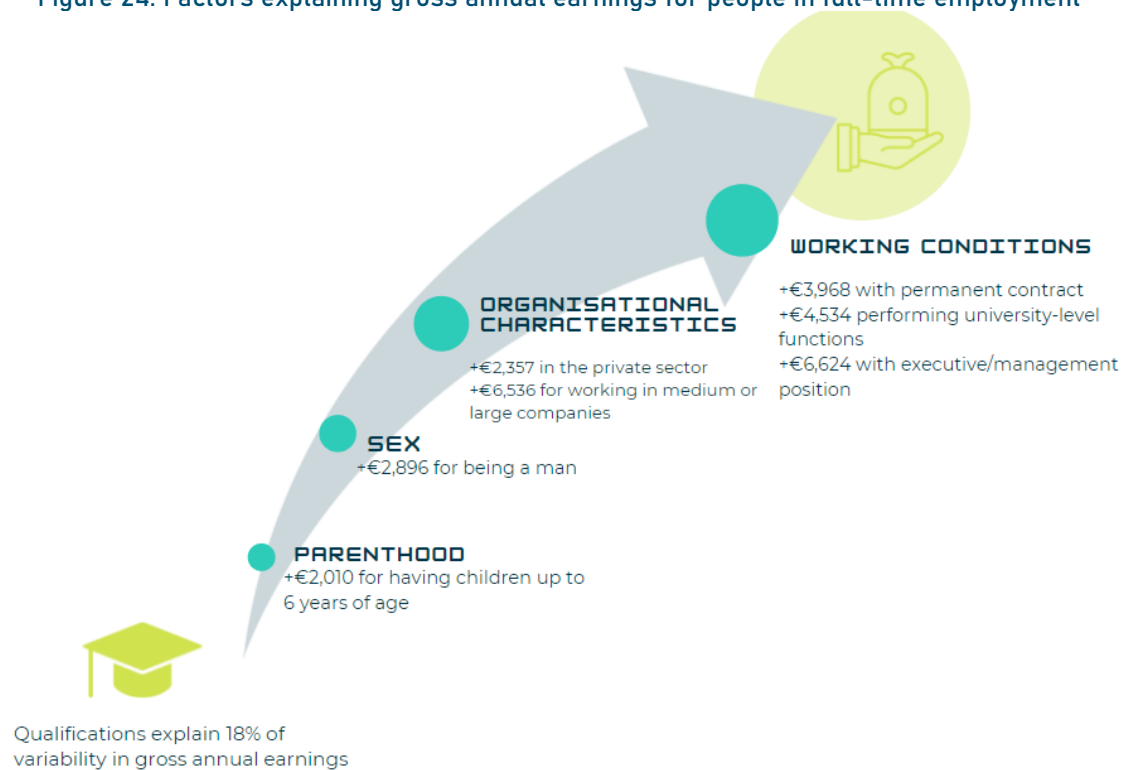 Figure 24. Factors explaining gross annual earnings for people in full-time employment
WORKING CONDITIONS
+€3,968 with permanent contract
+€4,534 performing university-level
functions
+€6,624 with executive/management
position
ORGANISATIONAL
CHARACTERISTICS
+€2,357 in the private sector
+€6,536 for working in medium or
large companies
SEX
+€2,896 for being a man
PARENTHOOD
+€2,010 for having children up to
6 years of age
Qualifications explain 18% of
variability in gross annual earnings